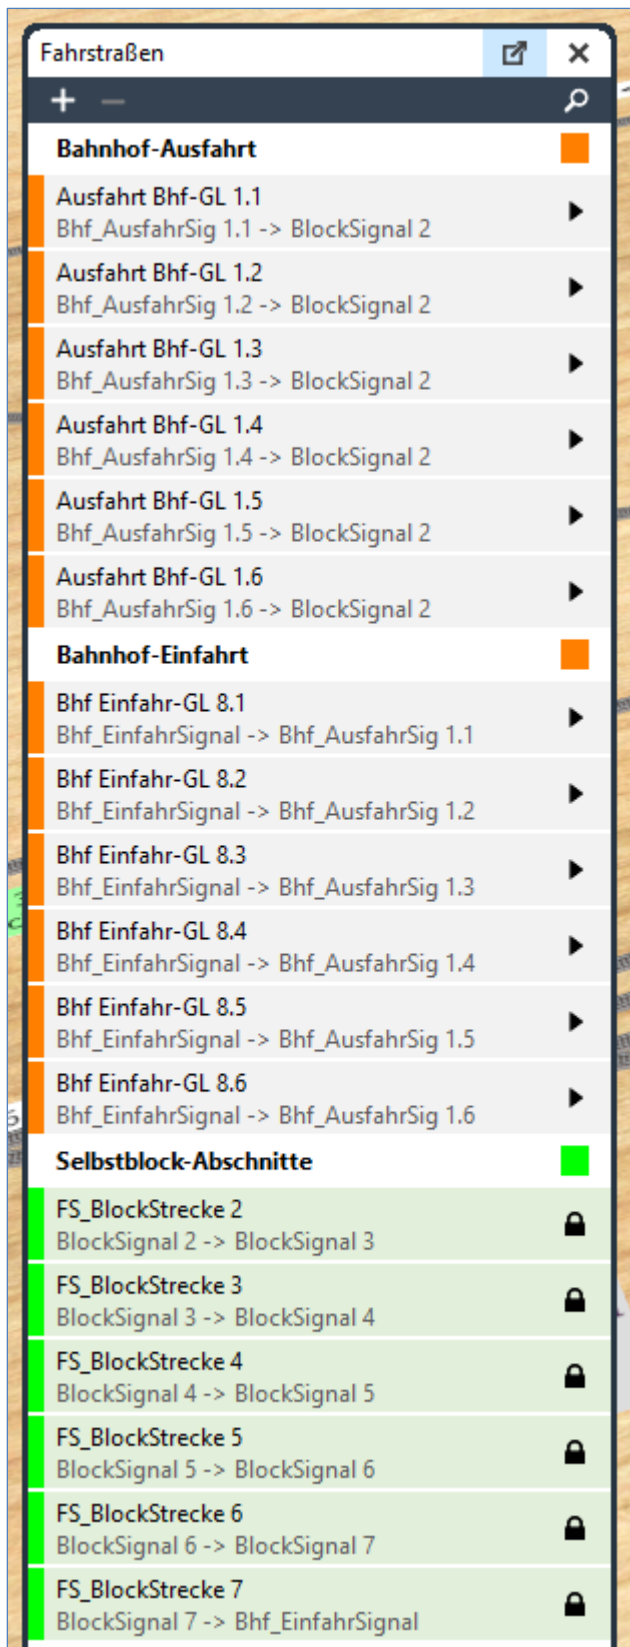 Fahrstraßen
Bahnhof-Ausfahrt
Ausfahrt Bhf-GL 1.1
Bhf_AusfahrSig 1.1 -> BlockSignal 2
Ausfahrt Bhf-GL 1.2
Bhf_AusfahrSig 1.2 -> BlockSignal 2
Ausfahrt Bhf-GL 1.3
Bhf_AusfahrSig 1.3 -> BlockSignal 2
Ausfahrt Bhf-GL 1.4
Bhf_AusfahrSig 1.4 -> BlockSignal 2
Ausfahrt Bhf-GL 1.5
Bhf_AusfahrSig 1.5 -> BlockSignal 2
Ausfahrt Bhf-GL 1.6
Bhf_AusfahrSig 1.6 -> BlockSignal 2
Bahnhof-Einfahrt
Bhf Einfahr-GL 8.1
Bhf_EinfahrSignal -> Bhf_AusfahrSig 1.1
Bhf Einfahr-GL 8.2
Bhf_EinfahrSignal -> Bhf_AusfahrSig 1.2
Bhf Einfahr-GL 8.3
Bhf_EinfahrSignal -> Bhf_AusfahrSig 1.3
Bhf Einfahr-GL 8.4
Bhf_EinfahrSignal -> Bhf_AusfahrSig 1.4
Bhf Einfahr-GL 8.5
Bhf_EinfahrSignal -> Bhf_AusfahrSig 1.5
Bhf Einfahr-GL 8.6
Bhf_EinfahrSignal -> Bhf_AusfahrSig 1.6
Selbstblock-Abschnitte
FS_BlockStrecke 2
BlockSignal 2 -> BlockSignal 3
FS_BlockStrecke 3
BlockSignal 3 -> BlockSignal 4
FS_BlockStrecke 4
BlockSignal 4 -> BlockSignal 5
FS_BlockStrecke 5
BlockSignal 5 -> BlockSignal 6
FS_BlockStrecke 6
BlockSignal 6 -> BlockSignal 7
FS_BlockStrecke 7
BlockSignal 7 -> Bhf_EinfahrSignal